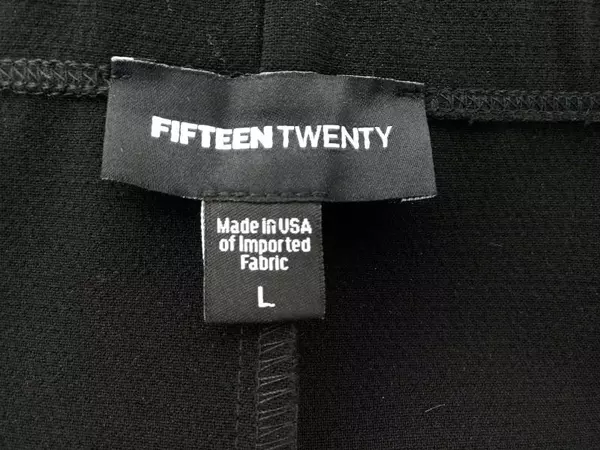 FIFTEEN TWENTY
Made in USA
of Imported
Fabric
L